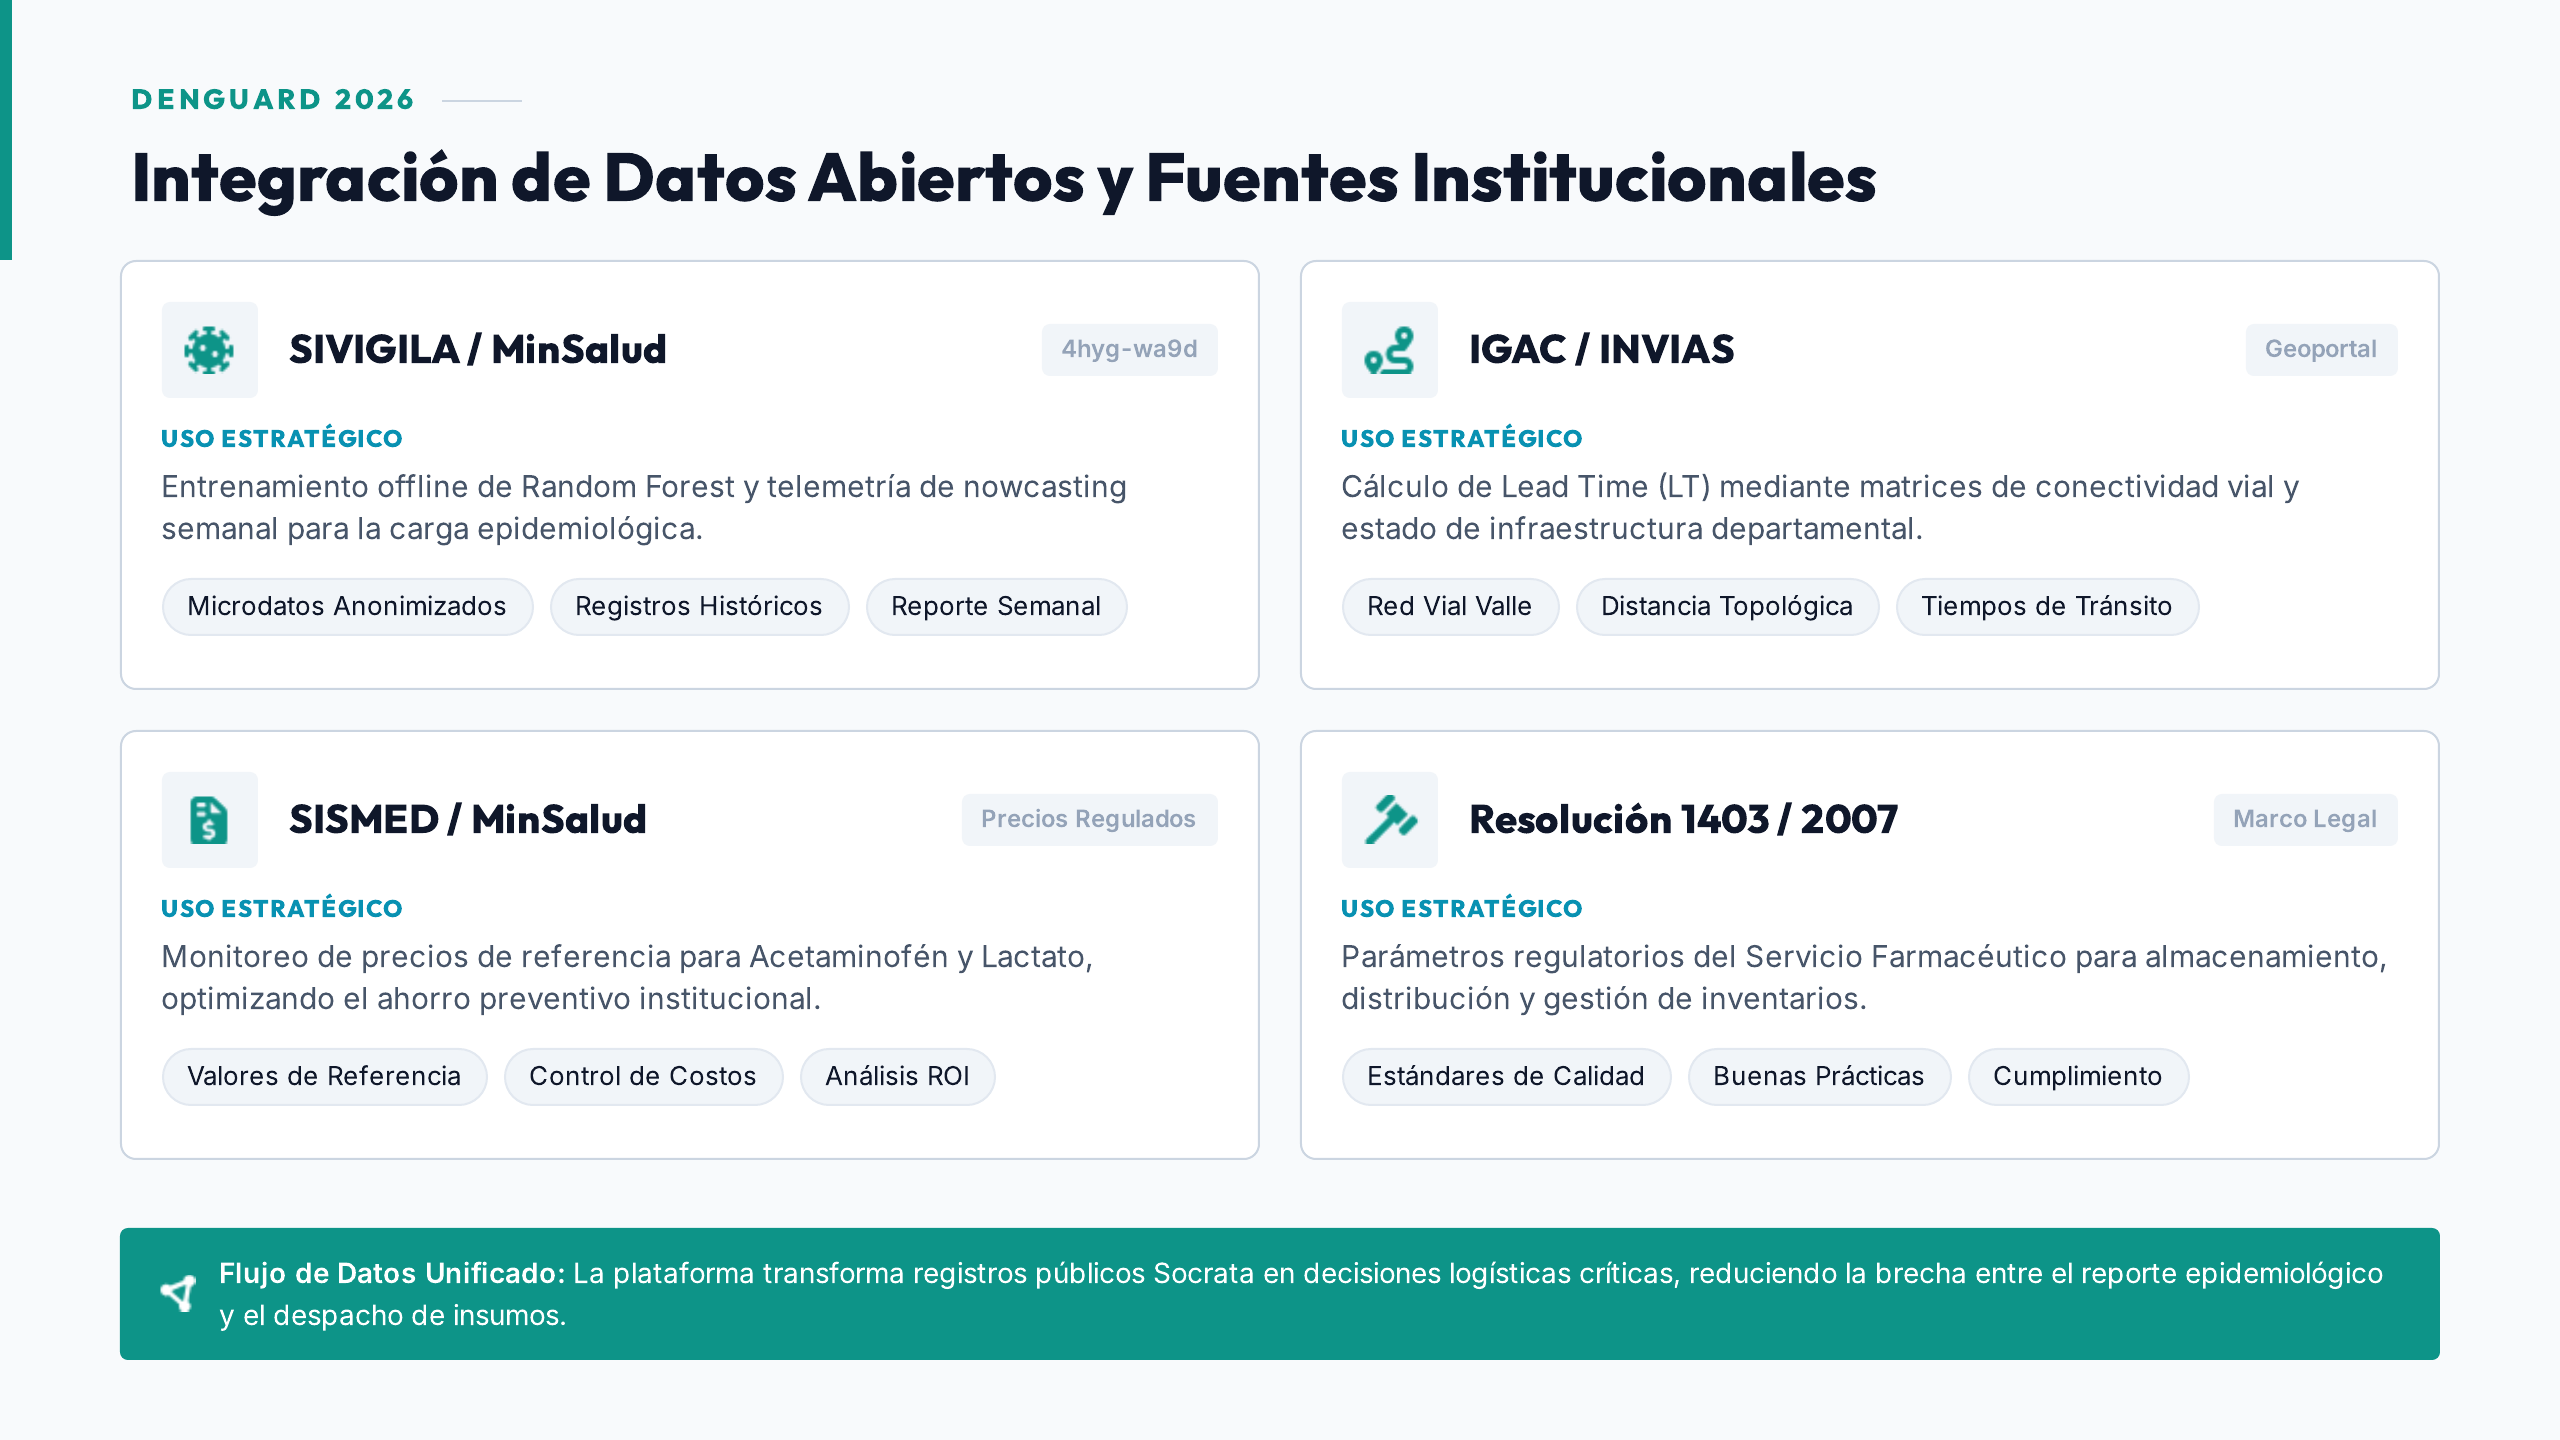 DENGUARD 2026
Integración de Datos Abiertos y Fuentes Institucionales
SIVIGILA / MinSalud
4hyg-wa9d
USO ESTRATÉGICO
Entrenamiento offline de Random Forest y telemetría de nowcasting
semanal para la carga epidemiológica.
Microdatos Anonimizados
Registros Históricos
Reporte Semanal
IGAC / INVIAS
Geoportal
USO ESTRATÉGICO
Cálculo de Lead Time (LT) mediante matrices de conectividad vial y
estado de infraestructura departamental.
Red Vial Valle
Distancia Topológica
Tiempos de Tránsito
SISMED / MinSalud
Precios Regulados
USO ESTRATÉGICO
Monitoreo de precios de referencia para Acetaminofén y Lactato,
optimizando el ahorro preventivo institucional.
Valores de Referencia
Control de Costos
Análisis ROI
Resolución 1403 / 2007
Marco Legal
USO ESTRATÉGICO
Parámetros regulatorios del Servicio Farmacéutico para almacenamiento,
distribución y gestión de inventarios.
Estándares de Calidad
Buenas Prácticas
Cumplimiento
Flujo de Datos Unificado: La plataforma transforma registros públicos Socrata en decisiones logísticas críticas, reduciendo la brecha entre el reporte epidemiológico
y el despacho de insumos.